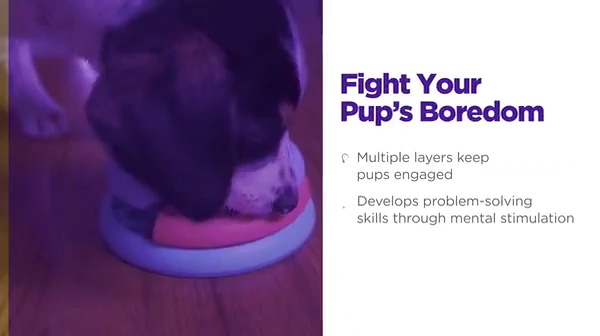 Fight Your
Pup's Boredom
Multiple layers keep
pups engaged
Develops problem-solving
skills through mental stimulation